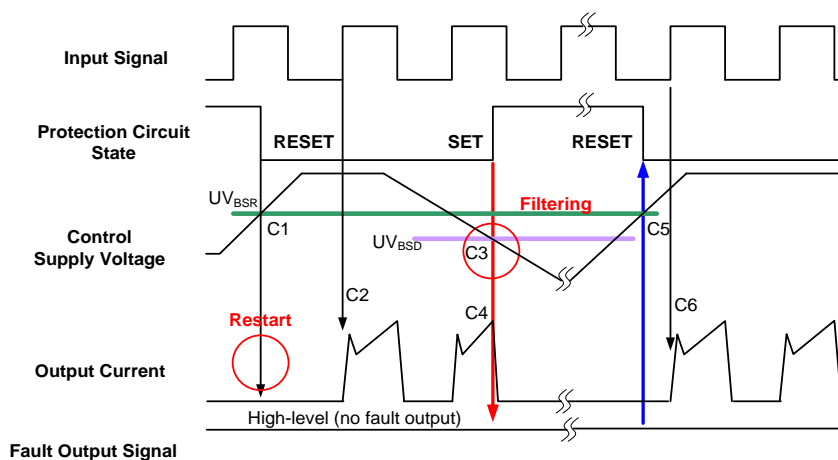 Input Signal
Protection Circuit
State
RESET
SET
RESET
UVBSR
Filtering
C1
C5
Control
Supply Voltage
UVBSD
C3
C2
C4
C6
Restart
Output Current
High-level (no fault output)
Fault Output Signal